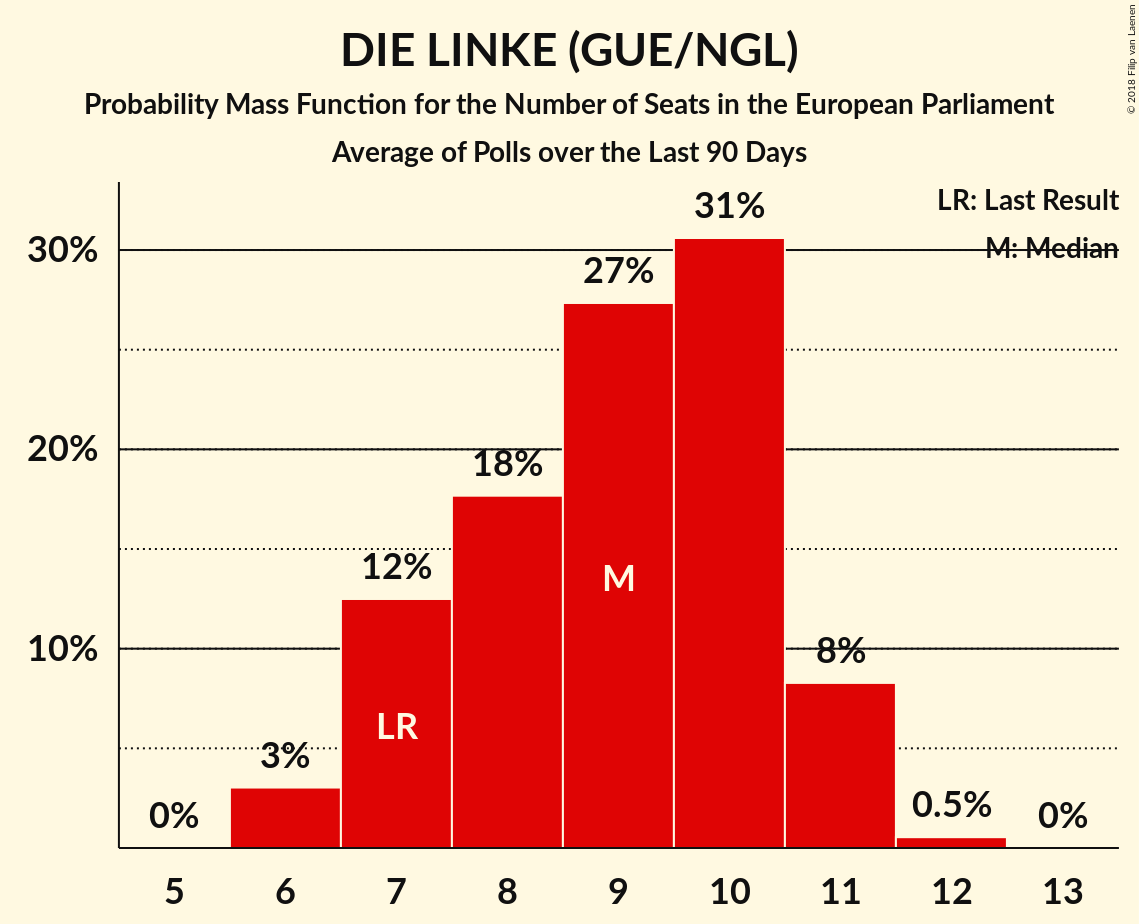 DIE LINKE (GUE/NGL)
Probability Mass Function for the Number of Seats in the European Parliament
Average of Polls over the Last 90 Days
© 2018 Filip van Laenen
LR: Last Result
M: Median
30%
20%
10%
0%
3%
12%
18%
27%
31%
8%
0.5%
0%
LR
M
5 6 7 8 9 10 11 12 13